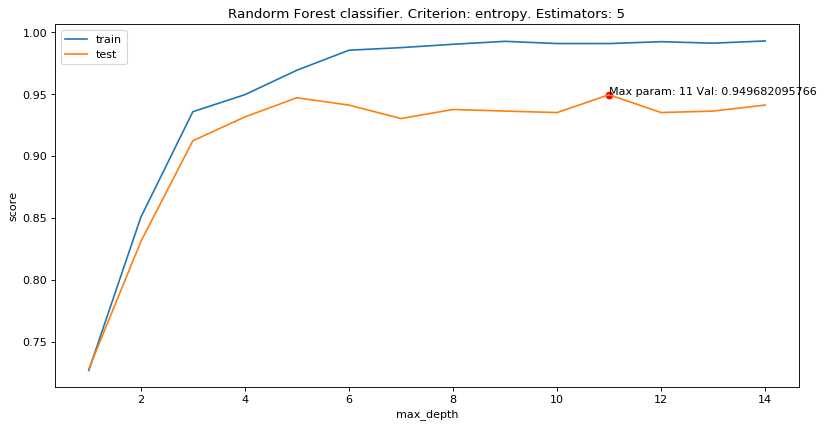 Randorm Forest classifier. Criterion: entropy. Estimators: 5
train
test
Max param: 11 Val: 0.949682095766
1.00
0.95
0.90
0.85
0.80
0.75
score
2 4 6 8 10 12 14
max_depth